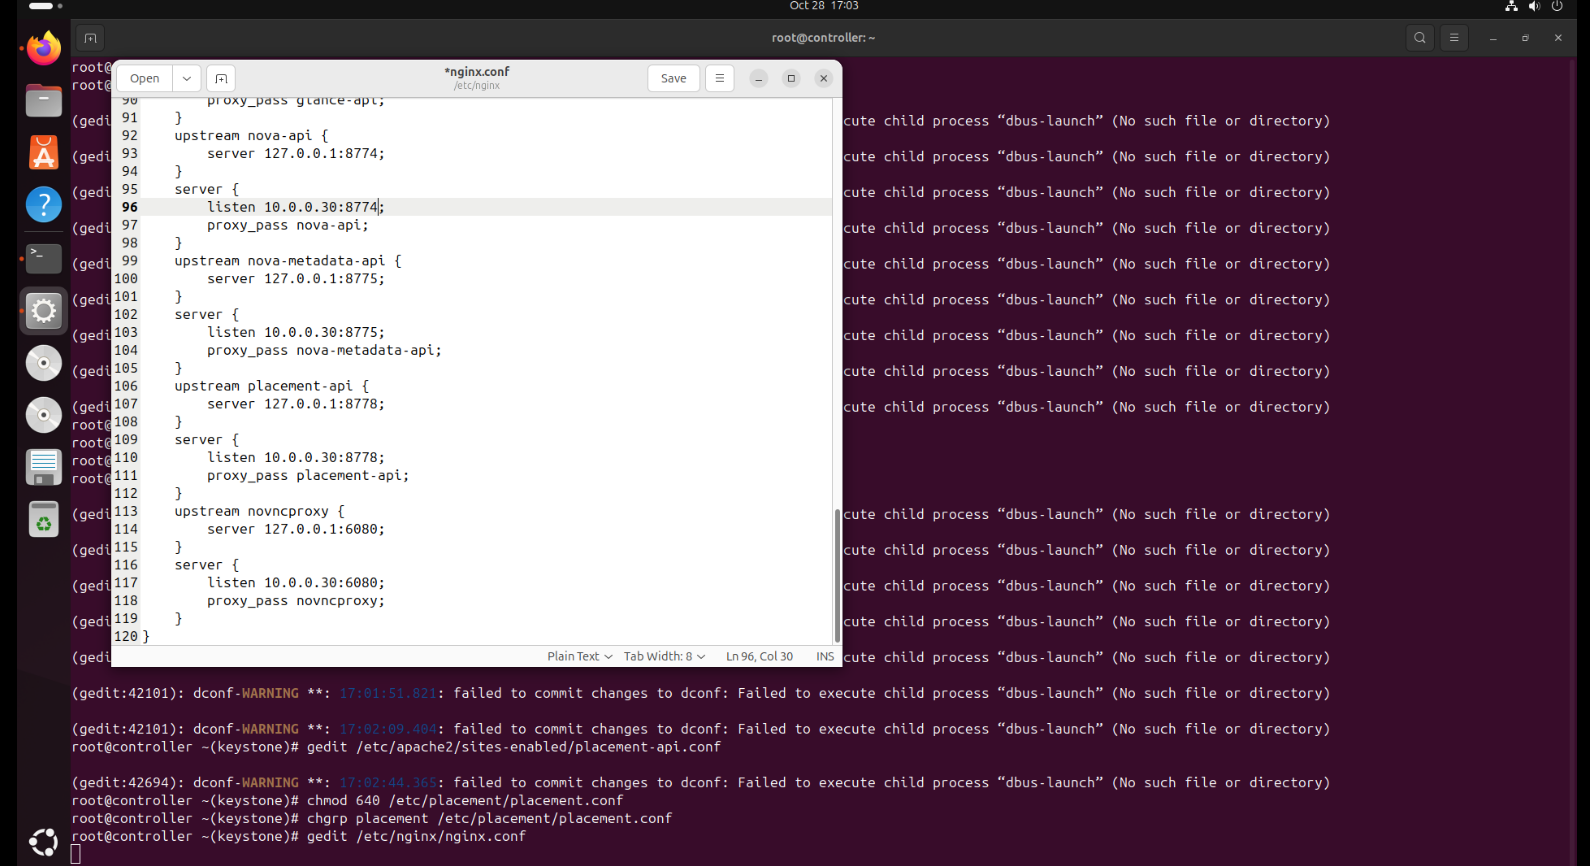 Oct 28 17:03
root@controller: ~
root@
root@
Open
*nginx.conf
/etc/nginx
Save
90 proxy_pass glance-api;
91 }
92 upstream nova-api {
93 server 127.0.0.1:8774;
94 }
95 server {
96 listen 10.0.0.30:8774;
97 proxy_pass nova-api;
98 }
99 upstream nova-metadata-api {
100 server 127.0.0.1:8775;
101 }
102 server {
103 listen 10.0.0.30:8775;
104 proxy_pass nova-metadata-api;
105 }
106 upstream placement-api {
107 server 127.0.0.1:8778;
108 }
109 server {
110 listen 10.0.0.30:8778;
111 proxy_pass placement-api;
112 }
113 upstream novncproxy {
114 server 127.0.0.1:6080;
115 }
116 server {
117 listen 10.0.0.30:6080;
118 proxy_pass novncproxy;
119 }
120 }
Plain Text Tab Width: 8 Ln 96, Col 30 INS
(gedi cute child process “dbus-launch” (No such file or directory)
(gedi cute child process “dbus-launch” (No such file or directory)
(gedi cute child process “dbus-launch” (No such file or directory)
(gedi cute child process “dbus-launch” (No such file or directory)
(gedi cute child process “dbus-launch” (No such file or directory)
(gedi cute child process “dbus-launch” (No such file or directory)
(gedi cute child process “dbus-launch” (No such file or directory)
(gedi cute child process “dbus-launch” (No such file or directory)
(gedi cute child process “dbus-launch” (No such file or directory)
root@
root@
root@
root@
(gedi cute child process “dbus-launch” (No such file or directory)
(gedi cute child process “dbus-launch” (No such file or directory)
(gedi cute child process “dbus-launch” (No such file or directory)
(gedi cute child process “dbus-launch” (No such file or directory)
(gedi cute child process “dbus-launch” (No such file or directory)
(gedit:42101): dconf-WARNING **: 17:01:51.821: failed to commit changes to dconf: Failed to execute child process “dbus-launch” (No such file or directory)
(gedit:42101): dconf-WARNING **: 17:02:09.404: failed to commit changes to dconf: Failed to execute child process “dbus-launch” (No such file or directory)
root@controller ~(keystone)# gedit /etc/apache2/sites-enabled/placement-api.conf
(gedit:42694): dconf-WARNING **: 17:02:44.365: failed to commit changes to dconf: Failed to execute child process “dbus-launch” (No such file or directory)
root@controller ~(keystone)# chmod 640 /etc/placement/placement.conf
root@controller ~(keystone)# chgrp placement /etc/placement/placement.conf
root@controller ~(keystone)# gedit /etc/nginx/nginx.conf